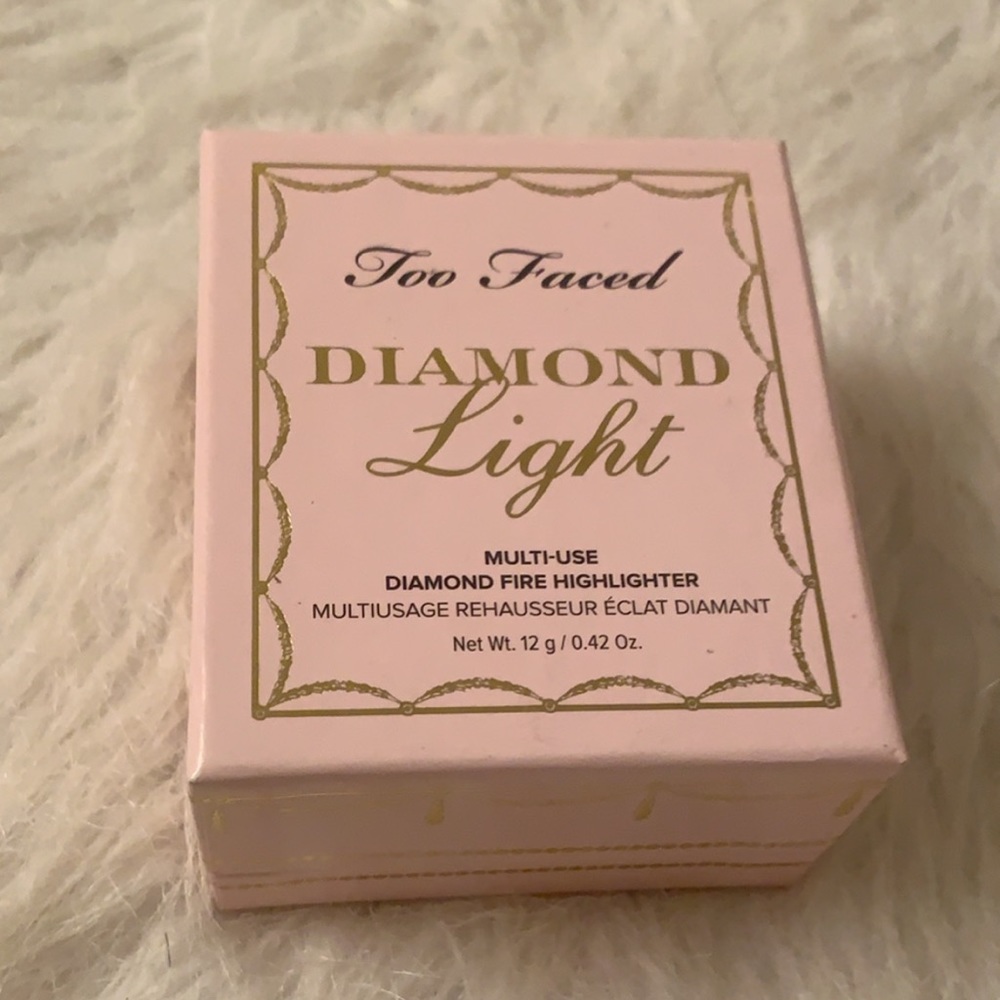 Too Faced
DIAMOND
Light
MULTI-USE
DIAMOND FIRE HIGHLIGHTER
MULTIUSAGE REHAUSSEUR ÉCLAT DIAMANT
Net Wt. 12 g / 0.42 Oz.